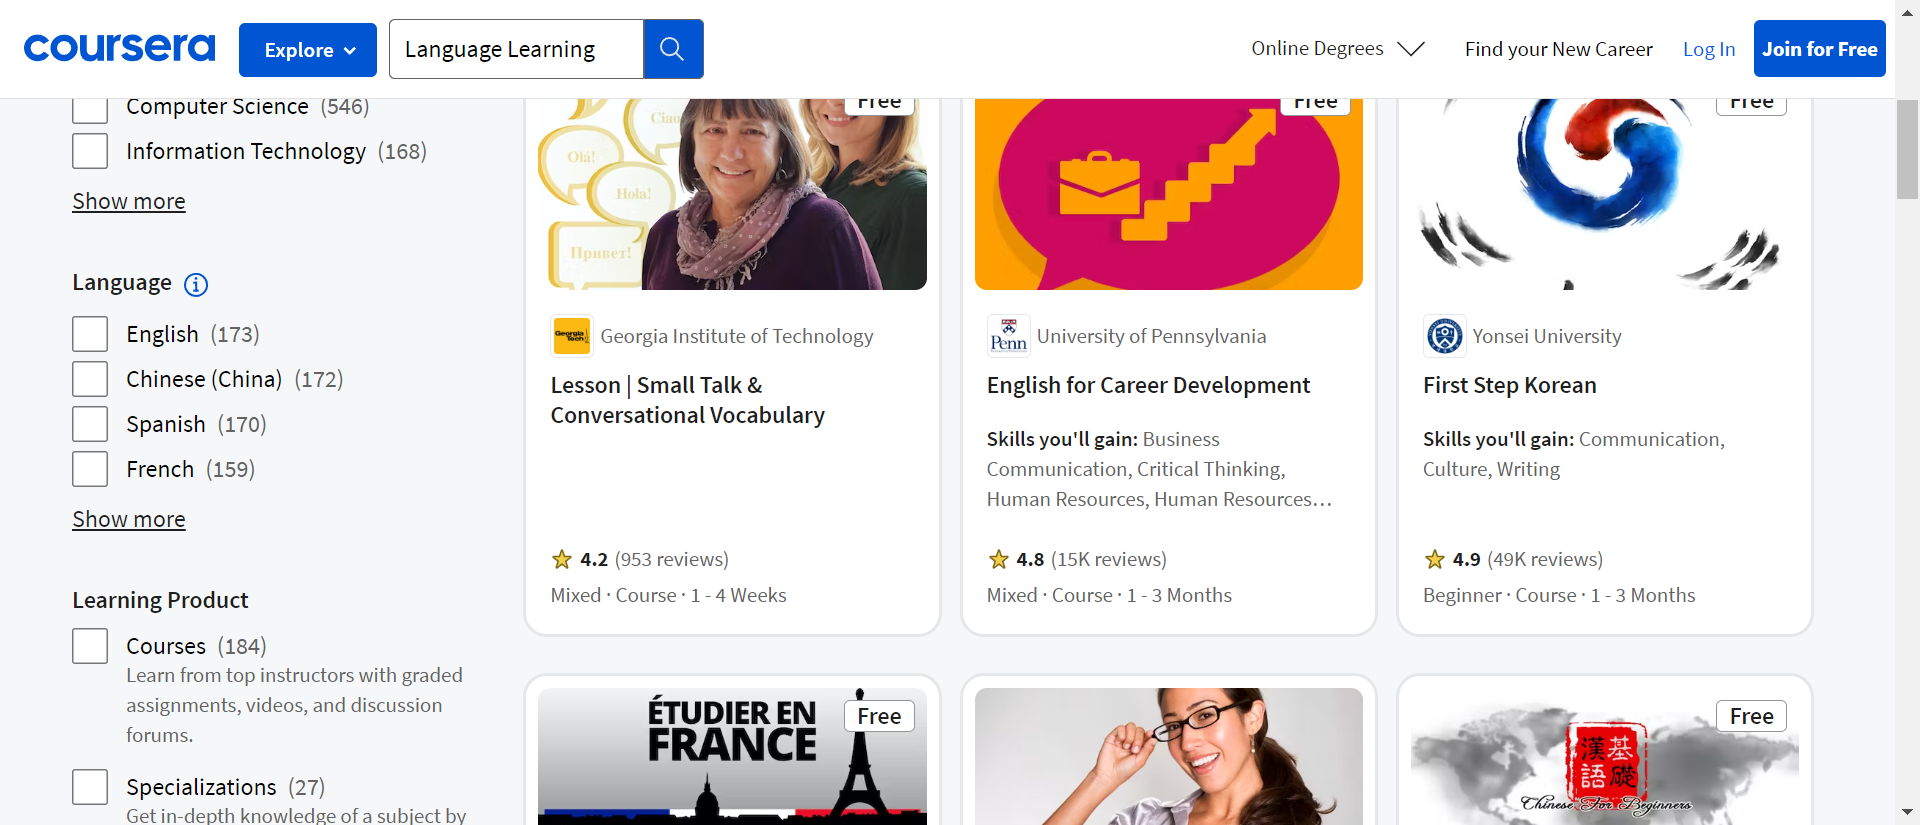 coursera
Explore
Language Learning
Online Degrees
Find your New Career
Log In
Join for Free
Computer Science (546)
Information Technology (168)
Show more
Language
English (173)
Chinese (China) (172)
Spanish (170)
French (159)
Show more
Learning Product
Courses (184)
Learn from top instructors with graded
assignments, videos, and discussion
forums.
Specializations (27)
Get in-depth knowledge of a subject by
Free
Ciao
Olá!
Hola!
Привет!
Georgia Tech
Georgia Institute of Technology
Lesson | Small Talk &
Conversational Vocabulary
4.2 (953 reviews)
Mixed · Course · 1 - 4 Weeks
Free
Penn
University of Pennsylvania
English for Career Development
Skills you'll gain: Business
Communication, Critical Thinking,
Human Resources, Human Resources…
4.8 (15K reviews)
Mixed · Course · 1 - 3 Months
Free
Yonsei University
First Step Korean
Skills you'll gain: Communication,
Culture, Writing
4.9 (49K reviews)
Beginner · Course · 1 - 3 Months
ÉTUDIER EN
FRANCE
Free
Free
基礎
漢語
Chinese For Beginners